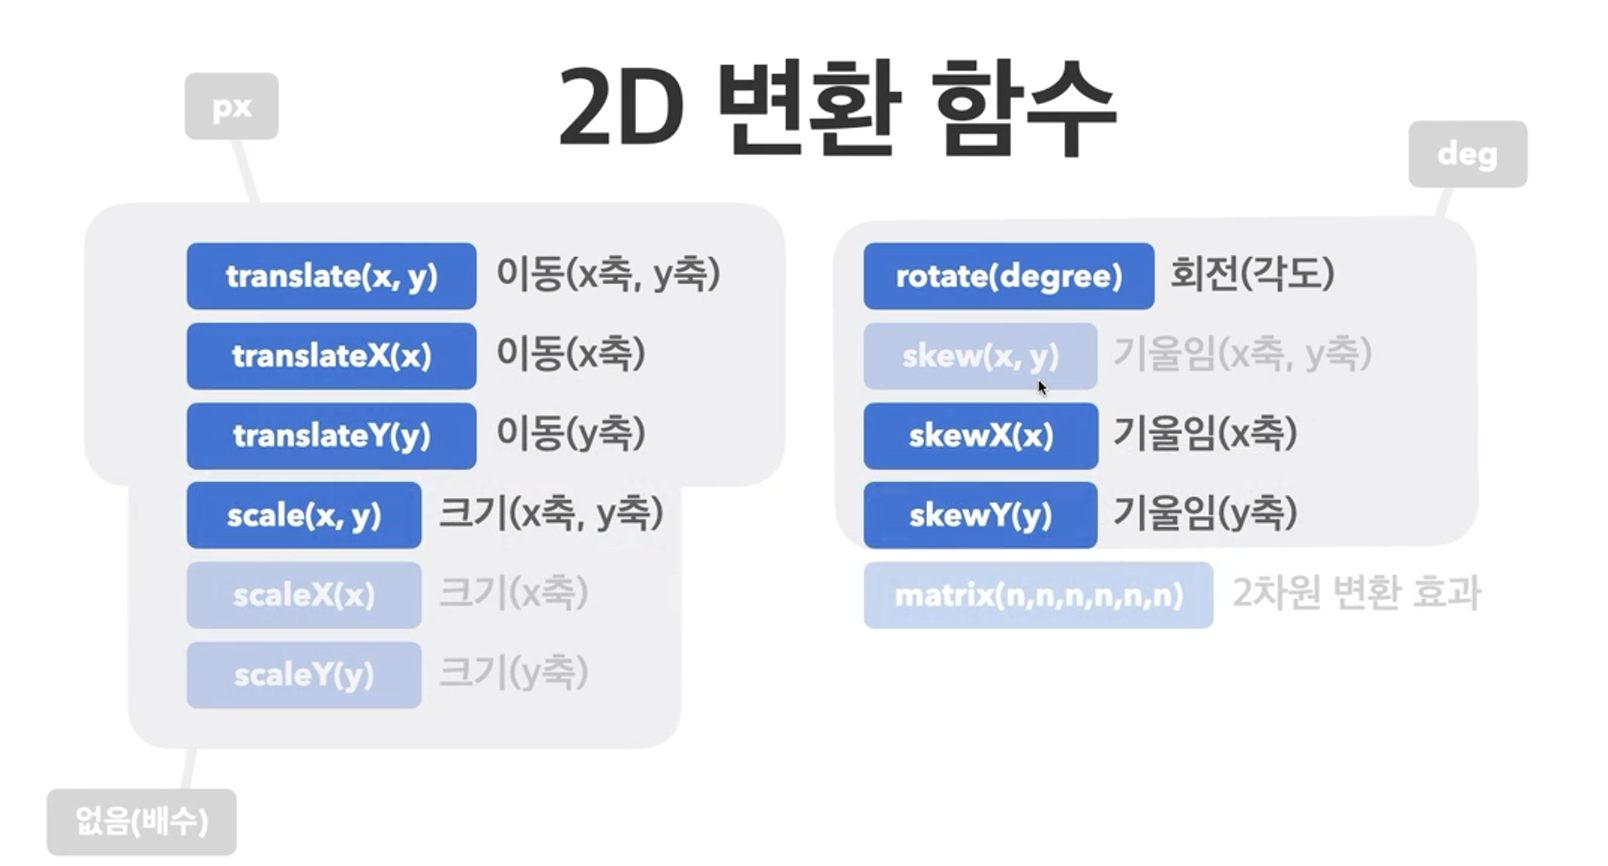 2D 변환 함수
px
translate(x, y) 이동(x축, y축)
translateX(x) 이동(x축)
translateY(y) 이동(y축)
scale(x, y) 크기(x축, y축)
scaleX(x) 크기(x축)
scaleY(y) 크기(y축)
없음(배수)
deg
rotate(degree) 회전(각도)
skew(x, y) 기울임(x축, y축)
skewX(x) 기울임(x축)
skewY(y) 기울임(y축)
matrix(n,n,n,n,n,n) 2차원 변환 효과